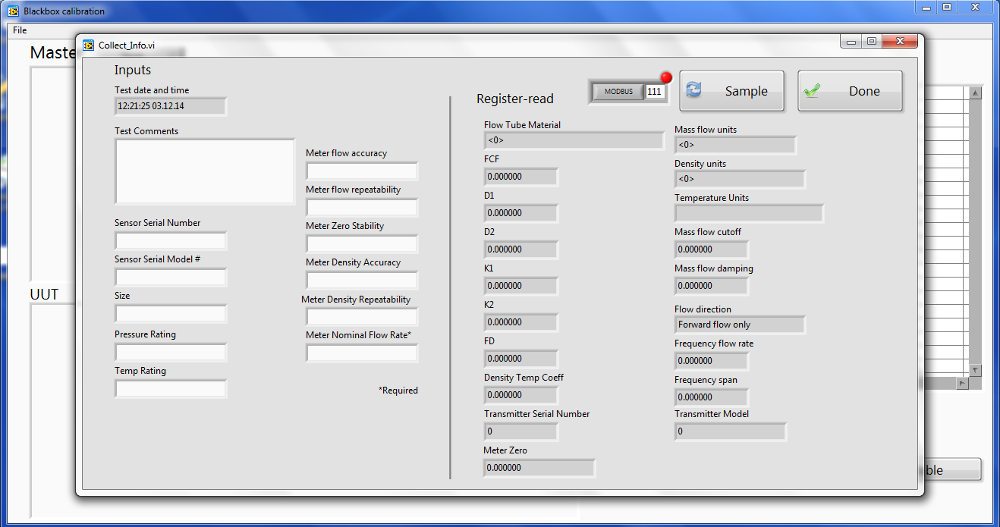 Blackbox calibration
File
Maste
UUT
ble
Collect_Info.vi
Inputs
Test date and time
12:21:25 03.12.14
Test Comments
Sensor Serial Number
Sensor Serial Model #
Size
Pressure Rating
Temp Rating
Meter flow accuracy
Meter flow repeatability
Meter Zero Stability
Meter Density Accuracy
Meter Density Repeatability
Meter Nominal Flow Rate*
*Required
Register-read
MODBUS 111
Sample
Done
Flow Tube Material
<0>
FCF
0.000000
D1
0.000000
D2
0.000000
K1
0.000000
K2
0.000000
FD
0.000000
Density Temp Coeff
0.000000
Transmitter Serial Number
0
Meter Zero
0.000000
Mass flow units
<0>
Density units
<0>
Temperature Units
Mass flow cutoff
0.000000
Mass flow damping
0.000000
Flow direction
Forward flow only
Frequency flow rate
0.000000
Frequency span
0.000000
Transmitter Model
0